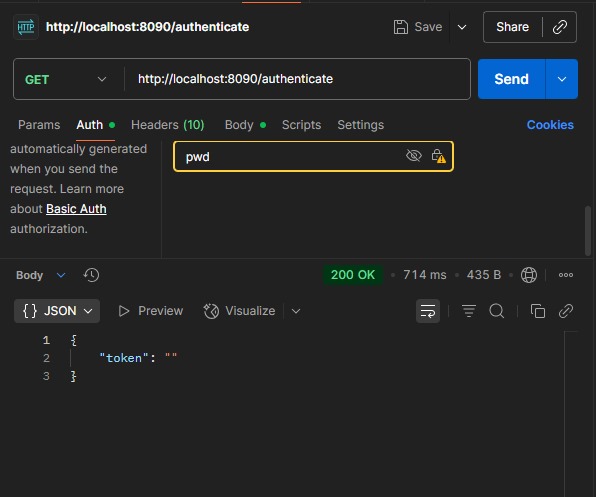 HTTP http://localhost:8090/authenticate Save Share
GET http://localhost:8090/authenticate Send
Params Auth Headers (10) Body Scripts Settings Cookies
automatically generated
when you send the
request. Learn more
about Basic Auth
authorization.
pwd
Body 200 OK 714 ms 435 B
{} JSON Preview Visualize
1 {
2 "token": ""
3 }